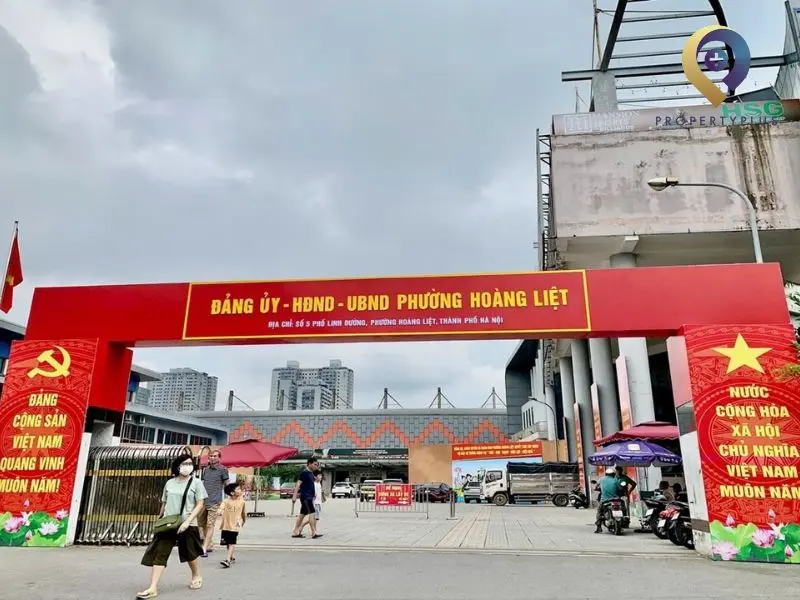 HSG
PROPERTYPLUS
ĐẢNG ỦY - HĐND - UBND PHƯỜNG HOÀNG LIỆT
ĐỊA CHỈ: SỐ 5 PHỐ LINH ĐƯỜNG, PHƯỜNG HOÀNG LIỆT, THÀNH PHỐ HÀ NỘI
ĐẢNG
CỘNG SẢN
VIỆT NAM
QUANG VINH
MUÔN NĂM!
NƯỚC
CỘNG HÒA
XÃ HỘI
CHỦ NGHĨA
VIỆT NAM
MUÔN NĂM!